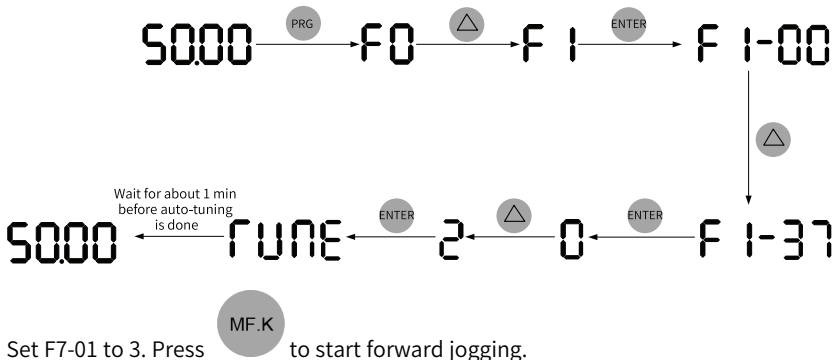 50.00 PRG F0 F1 ENTER F1-00
Wait for about 1 min
before auto-tuning
is done
50.00 TUNE ENTER 2 0 ENTER F1-37
Set F7-01 to 3. Press MF.K to start forward jogging.